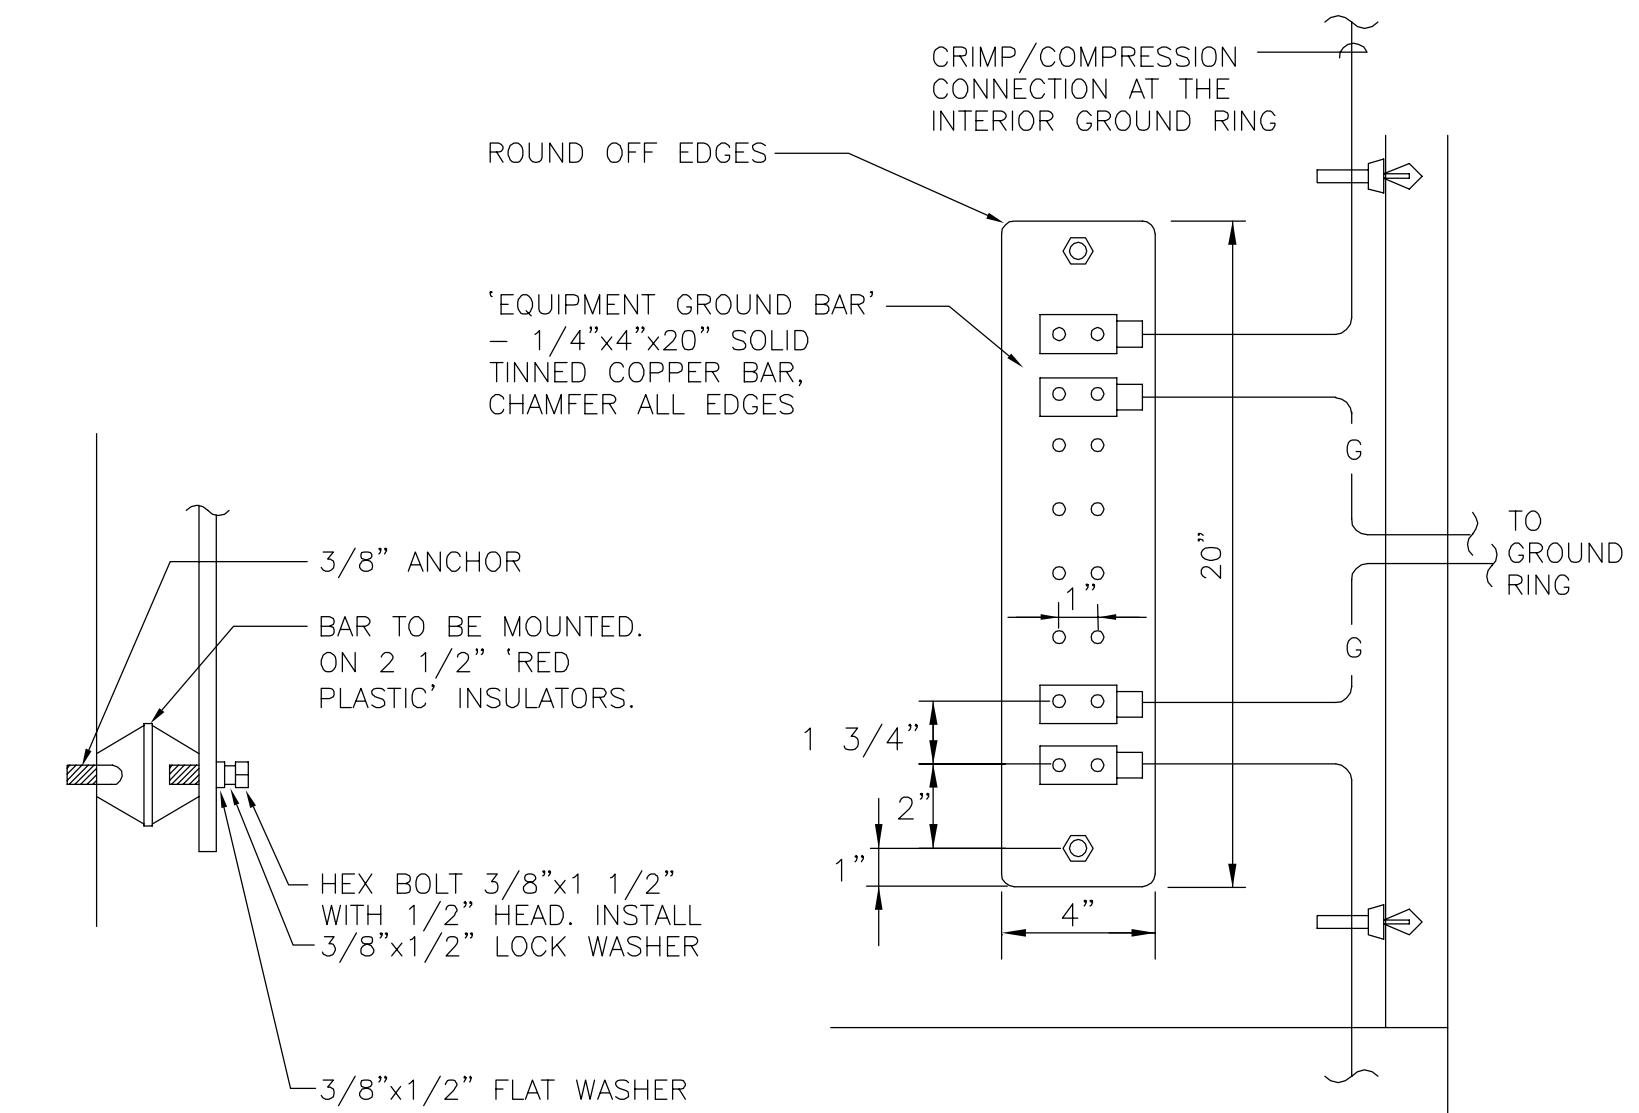 CRIMP/COMPRESSION
CONNECTION AT THE
INTERIOR GROUND RING
ROUND OFF EDGES
'EQUIPMENT GROUND BAR'
– 1/4"x4"x20" SOLID
TINNED COPPER BAR,
CHAMFER ALL EDGES
G
20"
TO
GROUND
RING
3/8" ANCHOR
1"
BAR TO BE MOUNTED.
ON 2 1/2" 'RED
PLASTIC' INSULATORS.
G
1 3/4"
2"
1"
4"
HEX BOLT 3/8"x1 1/2"
WITH 1/2" HEAD. INSTALL
3/8"x1/2" LOCK WASHER
3/8"x1/2" FLAT WASHER